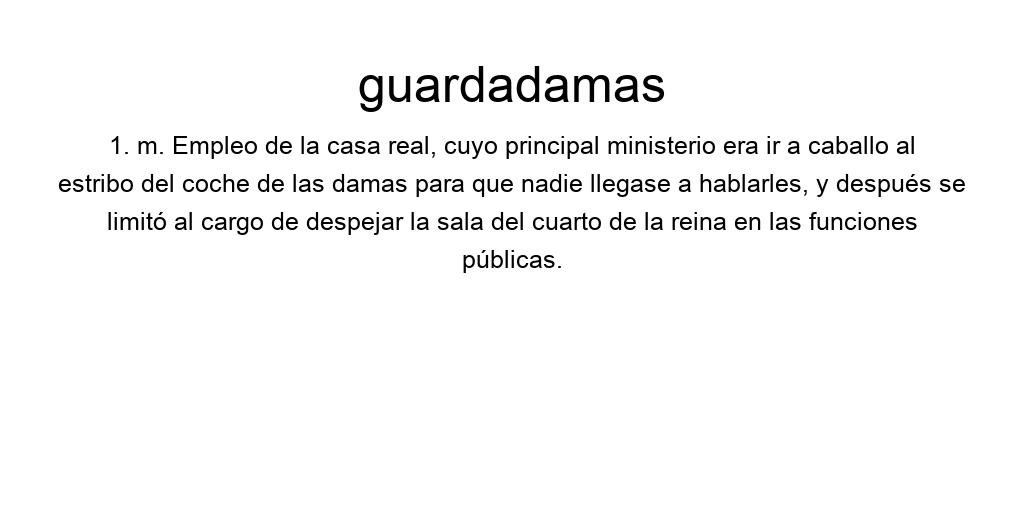 guardadamas
1. m. Empleo de la casa real, cuyo principal ministerio era ir a caballo al
estribo del coche de las damas para que nadie llegase a hablarles, y después se
limitó al cargo de despejar la sala del cuarto de la reina en las funciones
públicas.